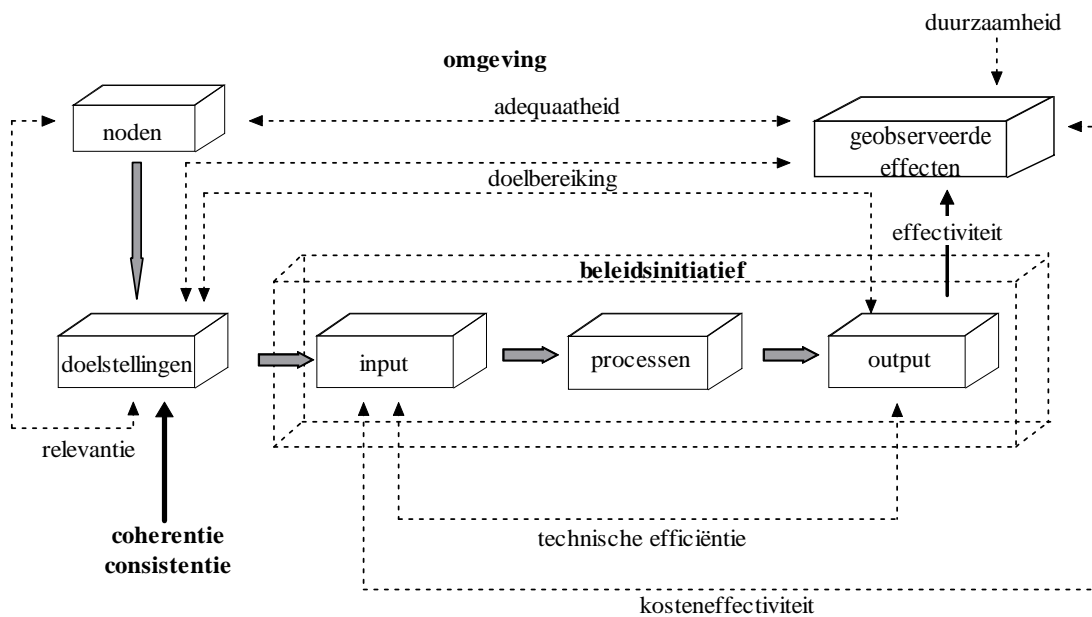 duurzaamheid
omgeving
adequaatheid
noden
geobserveerde
effecten
doelbereiking
effectiviteit
beleidsinitiatief
doelstellingen
input
processen
output
relevantie
coherentie
consistentie
technische efficiëntie
kosteneffectiviteit